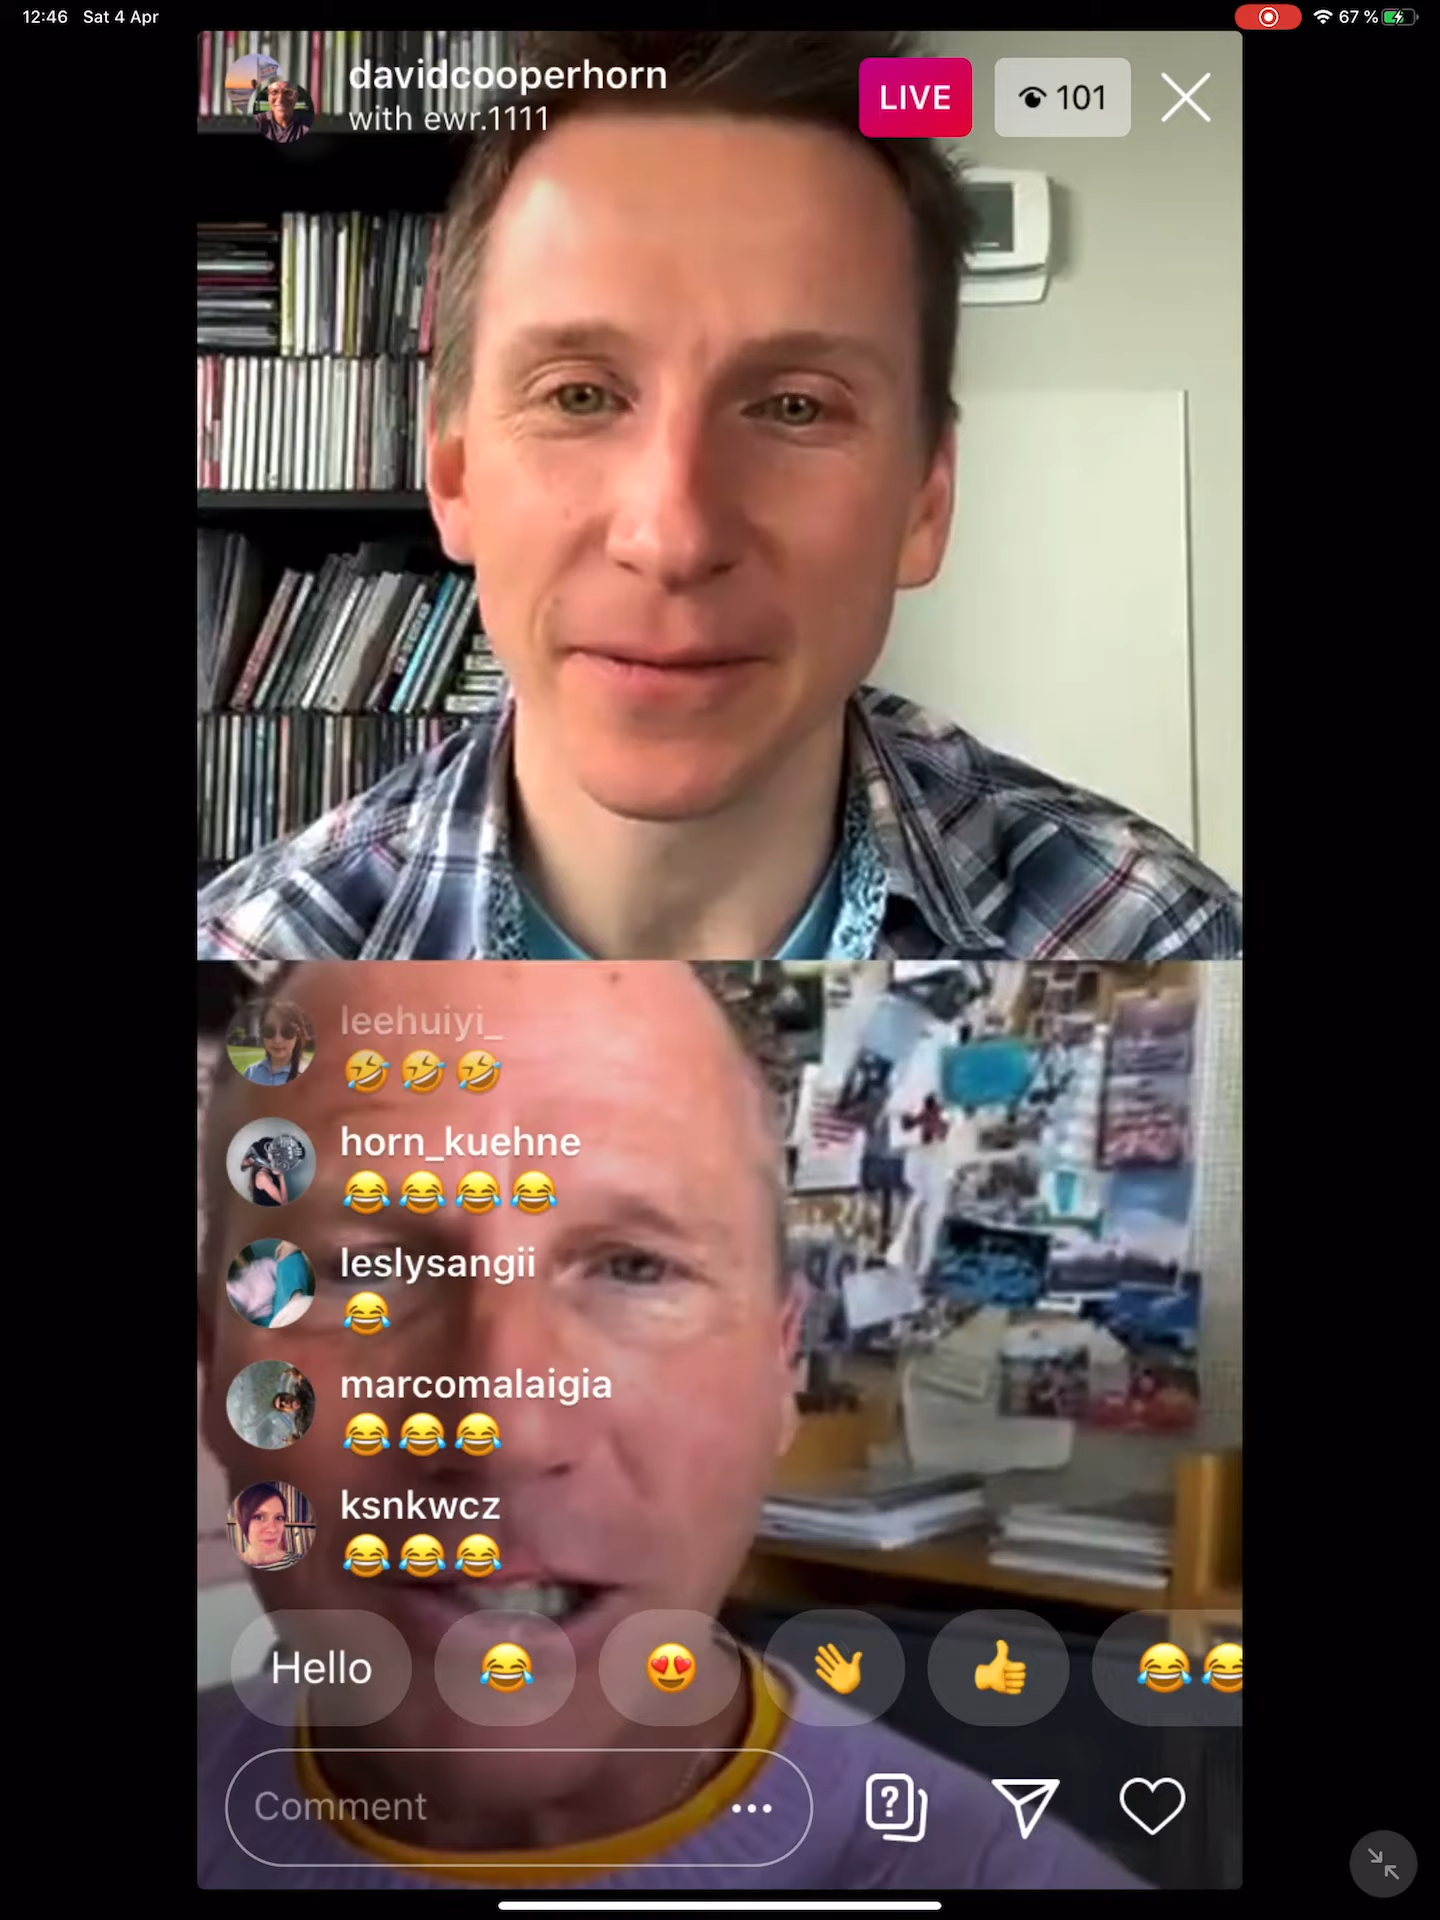 12:46 Sat 4 Apr
67 %
davidcooperhorn
with ewr.1111
LIVE
101
leehuiyi_
🤣🤣🤣
horn_kuehne
😂😂😂😂
leslysangii
😂
marcomalaigia
😂😂😂
ksnkwcz
😂😂😂
Hello 😂 😍 👋 👍 😂😂
Comment